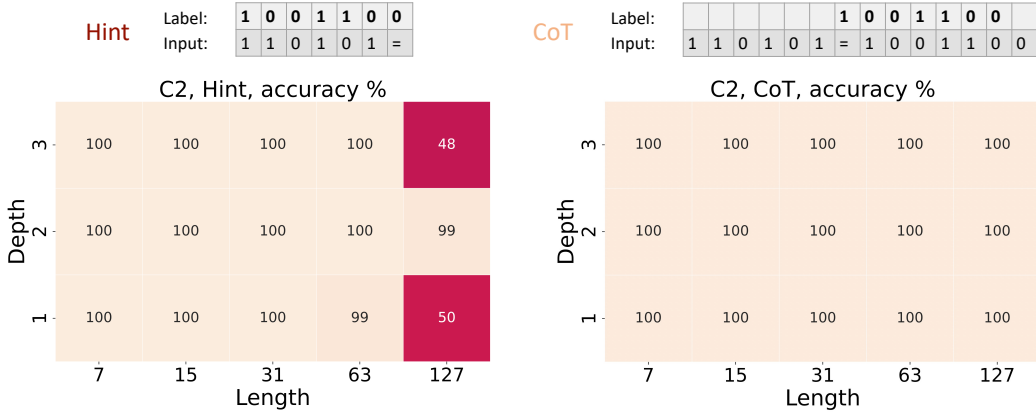 Hint
Label: 1 0 0 1 1 0 0
Input: 1 1 0 1 0 1 =
CoT
Label: 1 0 0 1 1 0 0
Input: 1 1 0 1 0 1 = 1 0 0 1 1 0 0
C2, Hint, accuracy %
Depth
3 100 100 100 100 48
2 100 100 100 100 99
1 100 100 100 99 50
7 15 31 63 127
Length
C2, CoT, accuracy %
Depth
3 100 100 100 100 100
2 100 100 100 100 100
1 100 100 100 100 100
7 15 31 63 127
Length